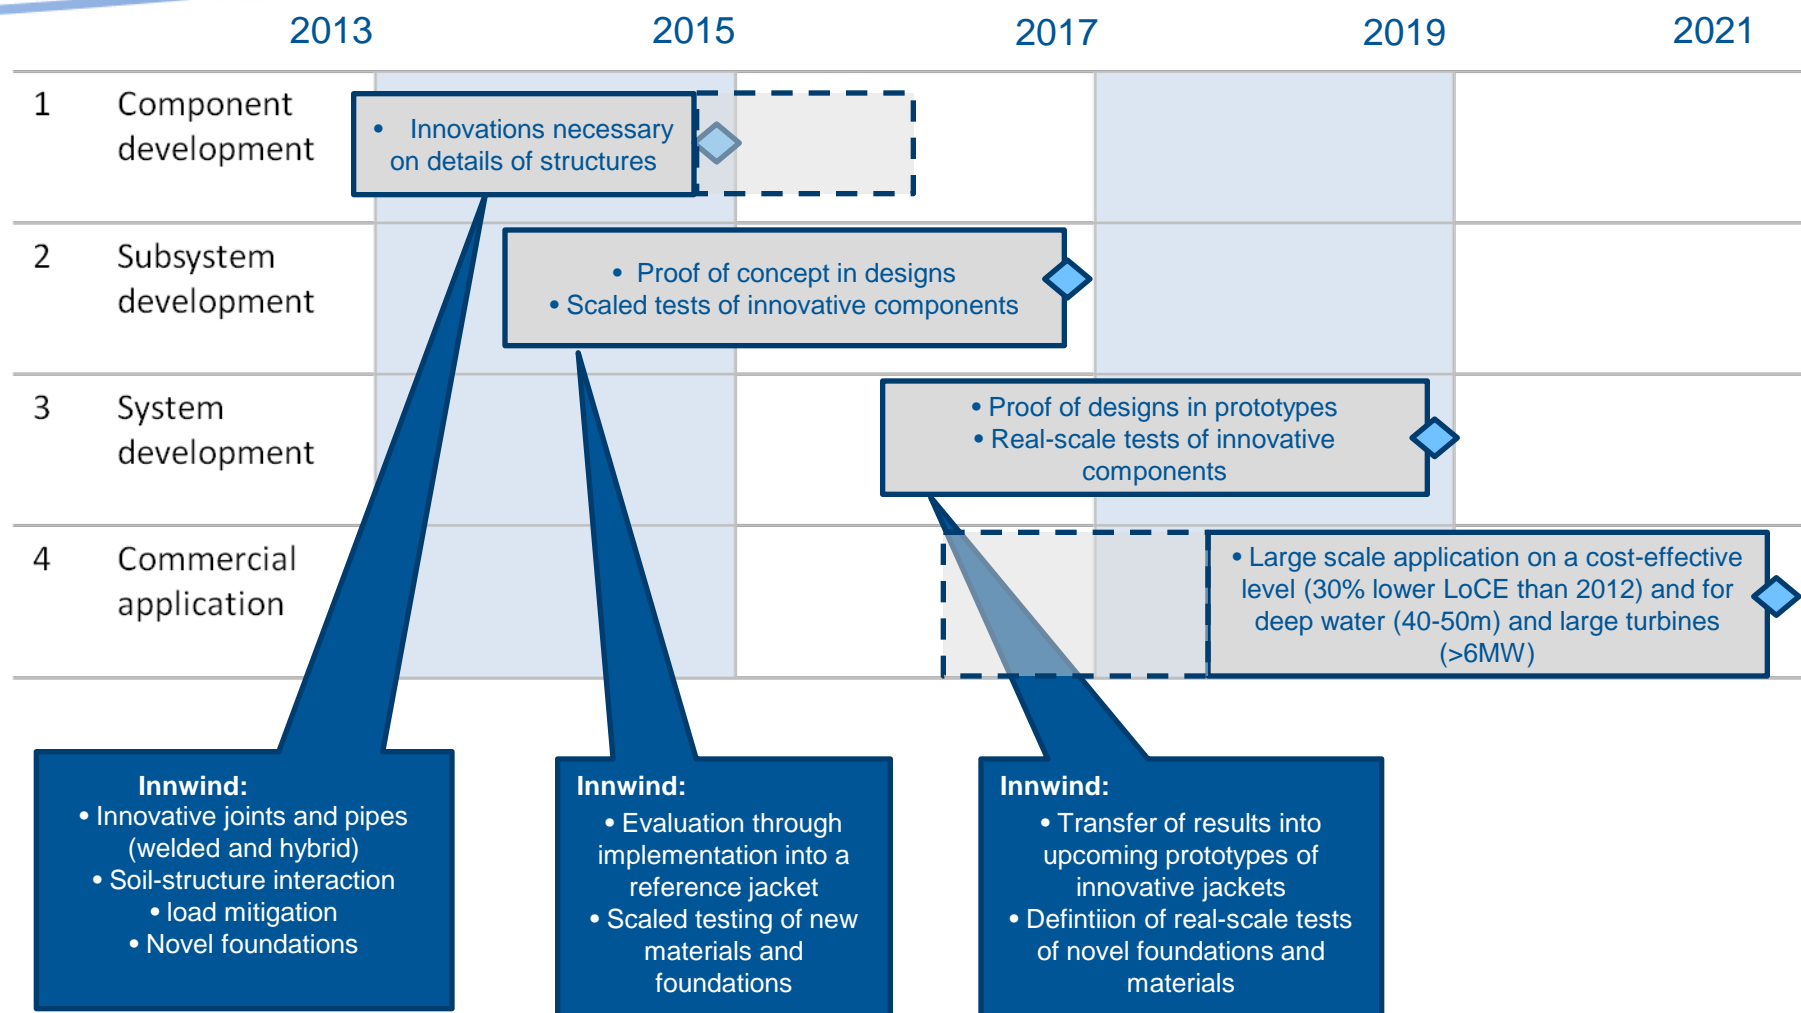 2013 2015 2017 2019 2021
1 Component
development
• Innovations necessary
on details of structures
2 Subsystem
development
• Proof of concept in designs
• Scaled tests of innovative components
3 System
development
• Proof of designs in prototypes
• Real-scale tests of innovative
components
4 Commercial
application
• Large scale application on a cost-effective
level (30% lower LoCE than 2012) and for
deep water (40-50m) and large turbines
(>6MW)
Innwind:
• Innovative joints and pipes
(welded and hybrid)
• Soil-structure interaction
• load mitigation
• Novel foundations
Innwind:
• Evaluation through
implementation into a
reference jacket
• Scaled testing of new
materials and
foundations
Innwind:
• Transfer of results into
upcoming prototypes of
innovative jackets
• Defintiion of real-scale tests
of novel foundations and
materials